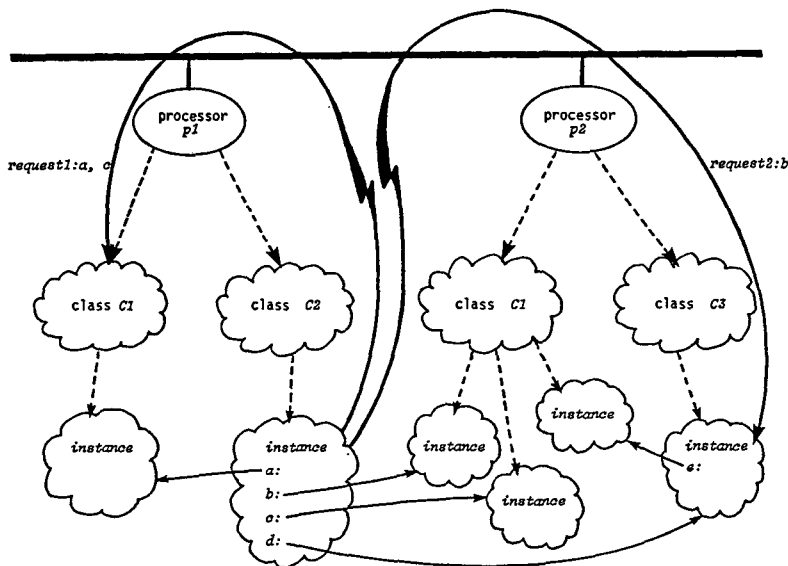 processor
p1
processor
p2
request1:a, c
request2:b
class C1
class C2
class C1
class C3
instance
instance
a:
b:
c:
d:
instance
instance
instance
instance
e: